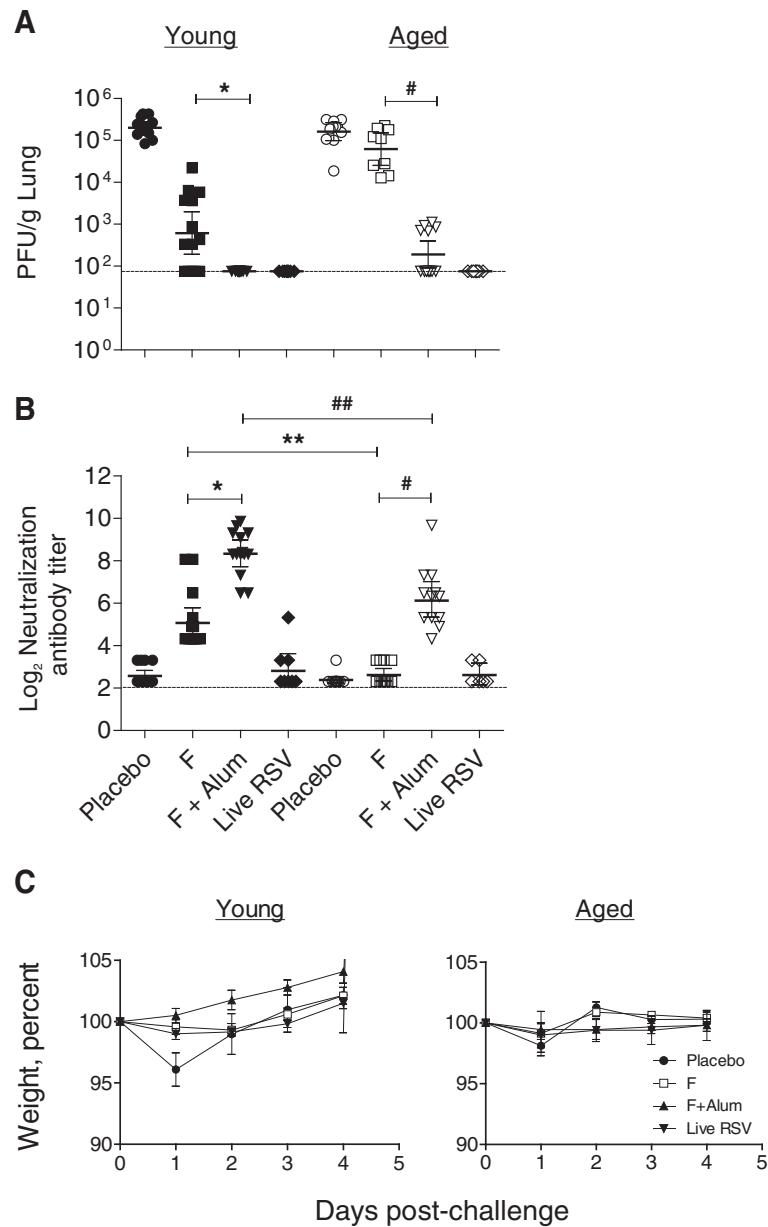 A
Young
Aged
*
#
10⁶
10⁵
10⁴
10³
10²
10¹
10⁰
PFU/g Lung
B
##
**
*
#
12
10
8
6
4
2
0
Log₂ Neutralization
antibody titer
Placebo
F
F + Alum
Live RSV
Placebo
F
F + Alum
Live RSV
C
Young
Aged
Weight, percent
105
100
95
90
0 1 2 3 4 5
105
100
95
90
0 1 2 3 4 5
Placebo
F
F+Alum
Live RSV
Days post-challenge